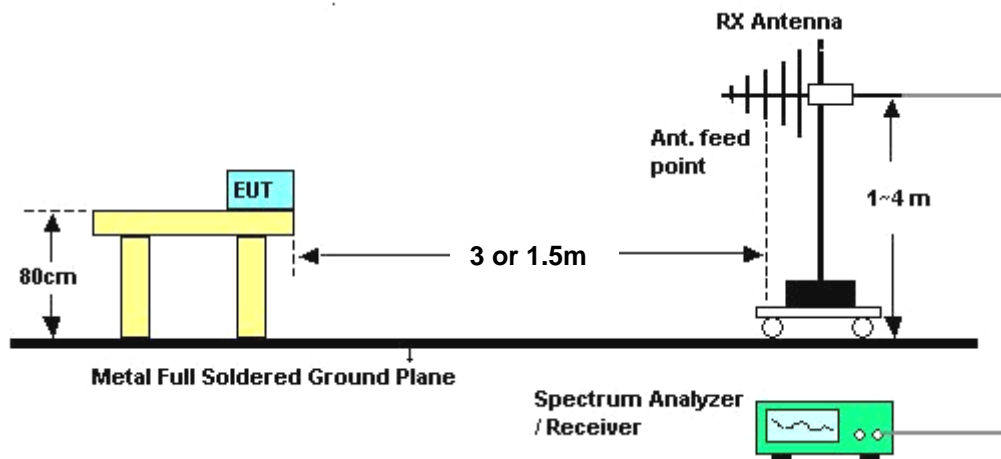 RX Antenna
Ant. feed
point
EUT
1~4 m
3 or 1.5m
80cm
Metal Full Soldered Ground Plane
Spectrum Analyzer
/ Receiver